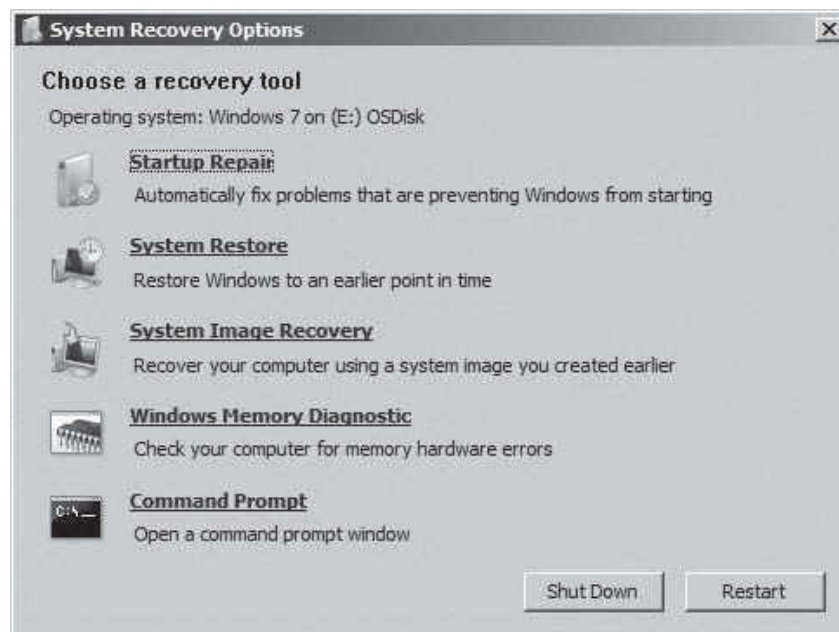 System Recovery Options
Choose a recovery tool
Operating system: Windows 7 on (E:) OSDisk
Startup Repair
Automatically fix problems that are preventing Windows from starting
System Restore
Restore Windows to an earlier point in time
System Image Recovery
Recover your computer using a system image you created earlier
Windows Memory Diagnostic
Check your computer for memory hardware errors
C:\_
Command Prompt
Open a command prompt window
Shut Down
Restart